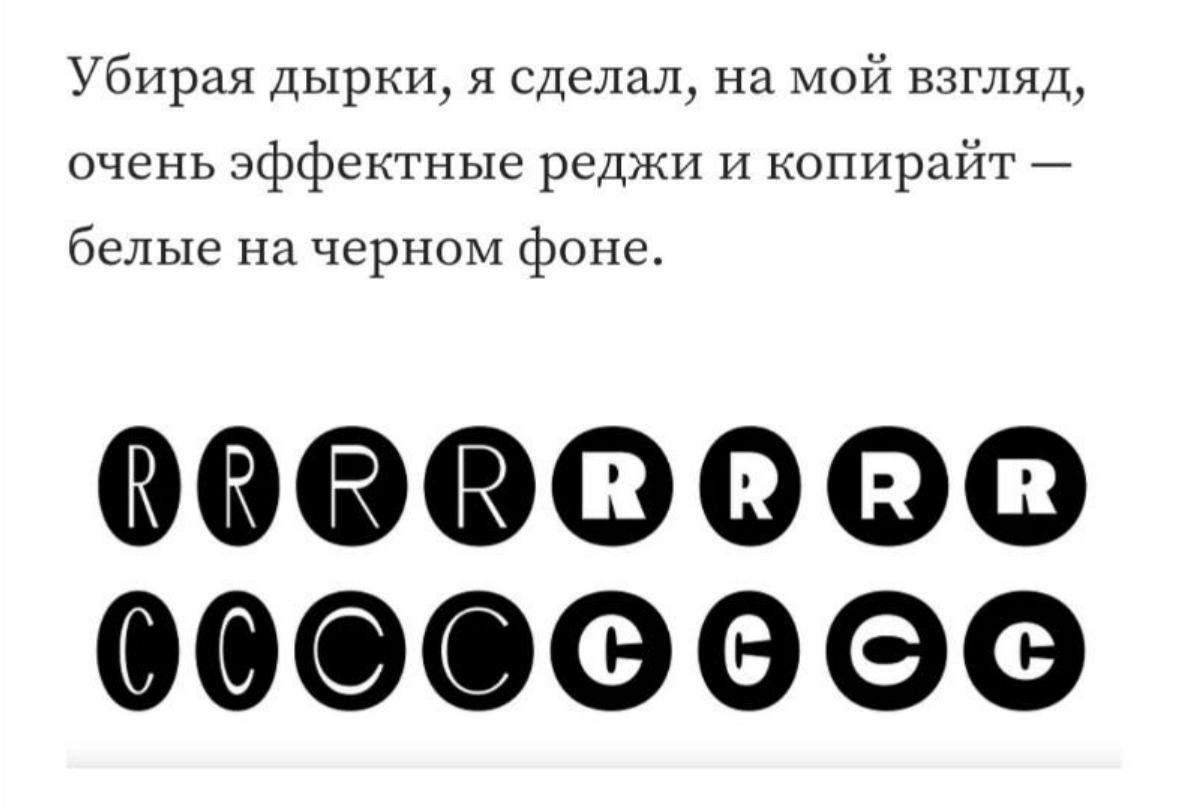 Убирая дырки, я сделал, на мой взгляд,
очень эффектные реджи и копирайт —
белые на черном фоне.
R R R R R R R R
C C C C C C C C